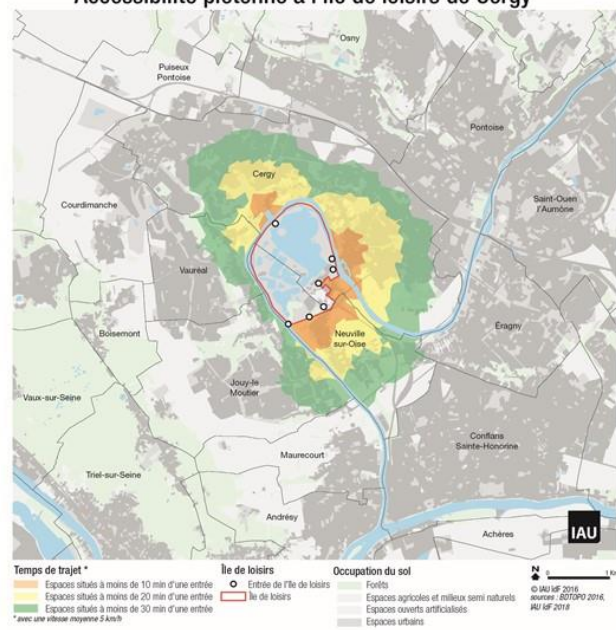 Accessibilité piétonne à l'île de loisirs de Cergy
Osny
Puiseux
Pontoise
Pontoise
Cergy
Courdimanche
Saint-Ouen
l'Aumône
Vauréal
Boisemont
Neuville
sur-Oise
Éragny
Jouy-le
Moutier
Vaux-sur-Seine
Conflans
Sainte-Honorine
Maurecourt
Triel-sur-Seine
Andrésy
Achères
IAU
Temps de trajet *
Espaces situés à moins de 10 min d'une entrée
Espaces situés à moins de 20 min d'une entrée
Espaces situés à moins de 30 min d'une entrée
* avec une vitesse moyenne 5 km/h
Île de loisirs
Entrée de l'île de loisirs
Île de loisirs
Occupation du sol
Forêts
Espaces agricoles et milieux semi naturels
Espaces ouverts artificialisés
Espaces urbains
N
0 1 Km
© IAU îdF 2016
sources : BDTOPO 2016,
IAU îdF 2018